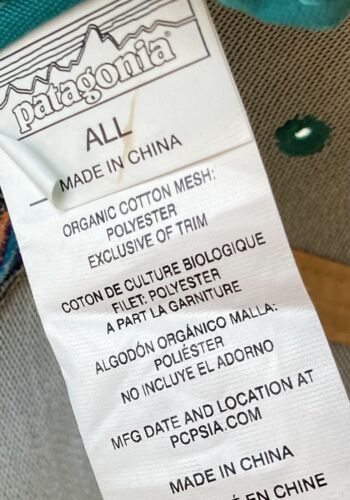 patagonia
ALL
MADE IN CHINA
ORGANIC COTTON MESH:
POLYESTER
EXCLUSIVE OF TRIM
COTON DE CULTURE BIOLOGIQUE
FILET: POLYESTER
A PART LA GARNITURE
ALGODÓN ORGÁNICO MALLA:
POLIÉSTER
NO INCLUYE EL ADORNO
MFG DATE AND LOCATION AT
PCPSIA.COM
MADE IN CHINA
EN CHINE